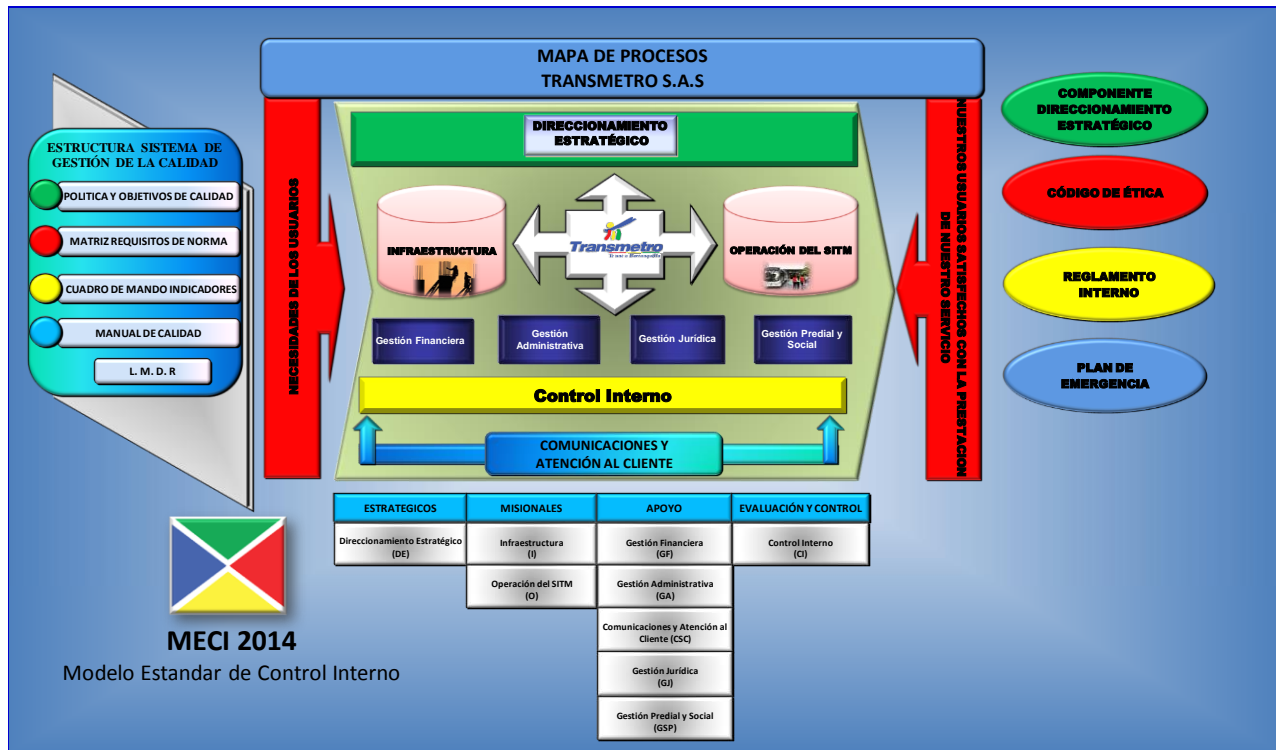 MAPA DE PROCESOS
TRANSMETRO S.A.S
ESTRUCTURA SISTEMA DE
GESTIÓN DE LA CALIDAD
POLITICA Y OBJETIVOS DE CALIDAD
MATRIZ REQUISITOS DE NORMA
CUADRO DE MANDO INDICADORES
MANUAL DE CALIDAD
L. M. D. R
NECESIDADES DE LOS USUARIOS
DIRECCIONAMIENTO
ESTRATÉGICO
INFRAESTRUCTURA
Transmetro
OPERACIÓN DEL SITM
Gestión Financiera
Gestión
Administrativa
Gestión Jurídica
Gestión Predial y
Social
Control Interno
COMUNICACIONES Y
ATENCIÓN AL CLIENTE
NUESTROS USUARIOS SATISFECHOS CON LA PRESTACION
DE NUESTRO SERVICIO
COMPONENTE
DIRECCIONAMIENTO
ESTRATÉGICO
CÓDIGO DE ÉTICA
REGLAMENTO
INTERNO
PLAN DE
EMERGENCIA
ESTRATEGICOS
Direccionamiento Estratégico
(DE)
MISIONALES
Infraestructura
(I)
Operación del SITM
(O)
APOYO
Gestión Financiera
(GF)
Gestión Administrativa
(GA)
Comunicaciones y Atención al
Cliente (CSC)
Gestión Jurídica
(GJ)
Gestión Predial y Social
(GSP)
EVALUACIÓN Y CONTROL
Control Interno
(CI)
MECI 2014
Modelo Estandar de Control Interno